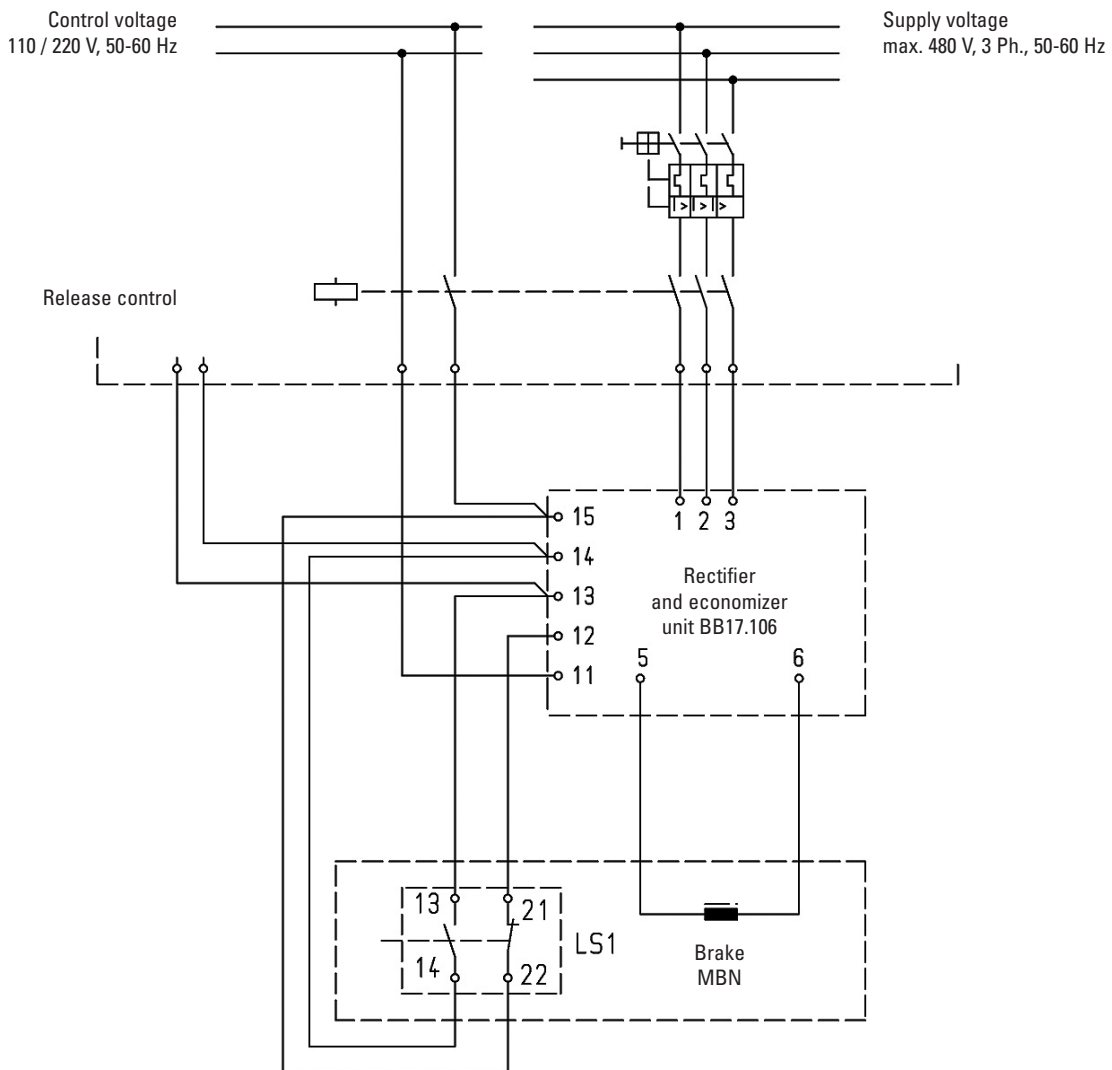 Control voltage
110 / 220 V, 50-60 Hz
Supply voltage
max. 480 V, 3 Ph., 50-60 Hz
I> I> I>
Release control
15
14
13
12
11
1 2 3
Rectifier
and economizer
unit BB17.106
5 6
13 21
LS1
14 22
Brake
MBN